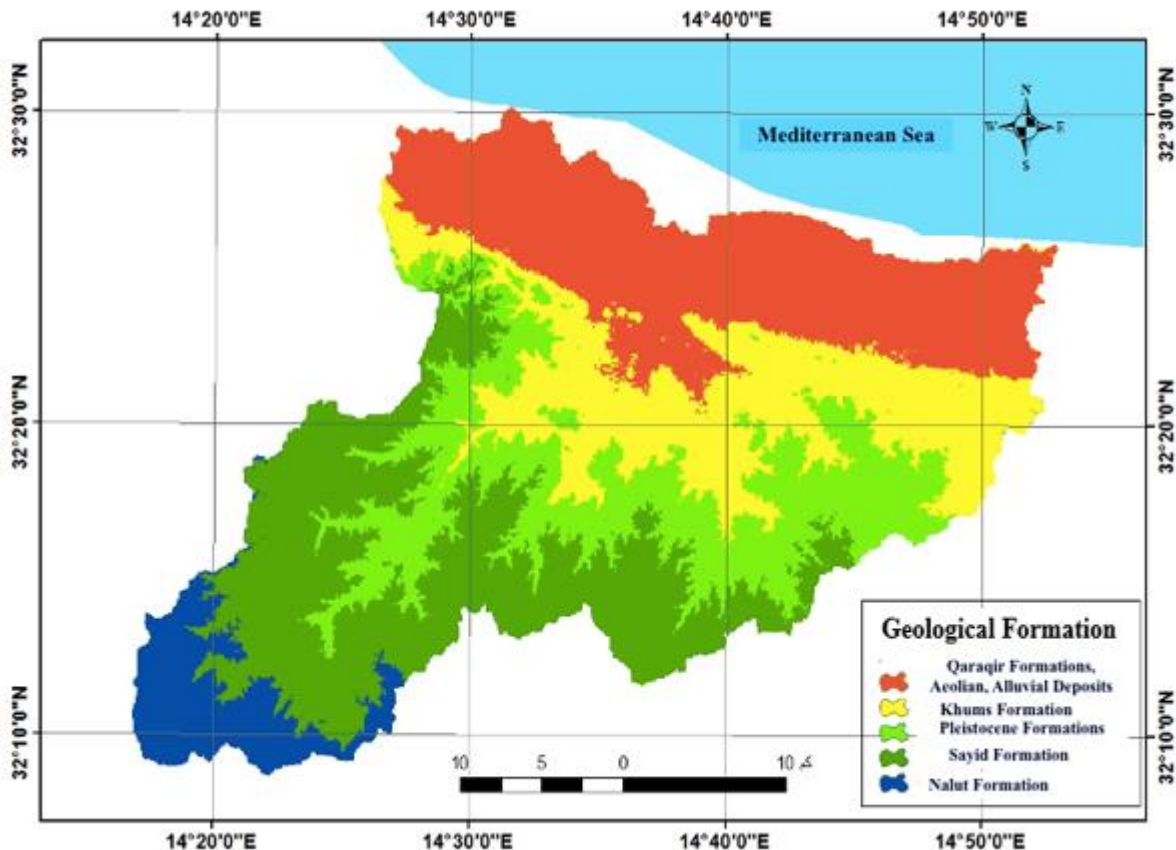 14°20'0"E 14°30'0"E 14°40'0"E 14°50'0"E
32°30'0"N 32°30'0"N
N
W E
S
Mediterranean Sea
32°20'0"N 32°20'0"N
32°10'0"N 32°10'0"N
Geological Formation
Qaraqir Formations,
Aeolian, Alluvial Deposits
Khums Formation
Pleistocene Formations
Sayid Formation
Nalut Formation
10 5 0 10
14°20'0"E 14°30'0"E 14°40'0"E 14°50'0"E